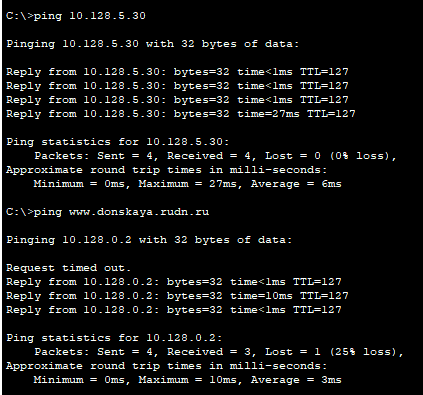 C:\>ping 10.128.5.30
Pinging 10.128.5.30 with 32 bytes of data:
Reply from 10.128.5.30: bytes=32 time<1ms TTL=127
Reply from 10.128.5.30: bytes=32 time<1ms TTL=127
Reply from 10.128.5.30: bytes=32 time<1ms TTL=127
Reply from 10.128.5.30: bytes=32 time=27ms TTL=127
Ping statistics for 10.128.5.30:
Packets: Sent = 4, Received = 4, Lost = 0 (0% loss),
Approximate round trip times in milli-seconds:
Minimum = 0ms, Maximum = 27ms, Average = 6ms
C:\>ping www.donskaya.rudn.ru
Pinging 10.128.0.2 with 32 bytes of data:
Request timed out.
Reply from 10.128.0.2: bytes=32 time<1ms TTL=127
Reply from 10.128.0.2: bytes=32 time=10ms TTL=127
Reply from 10.128.0.2: bytes=32 time<1ms TTL=127
Ping statistics for 10.128.0.2:
Packets: Sent = 4, Received = 3, Lost = 1 (25% loss),
Approximate round trip times in milli-seconds:
Minimum = 0ms, Maximum = 10ms, Average = 3ms